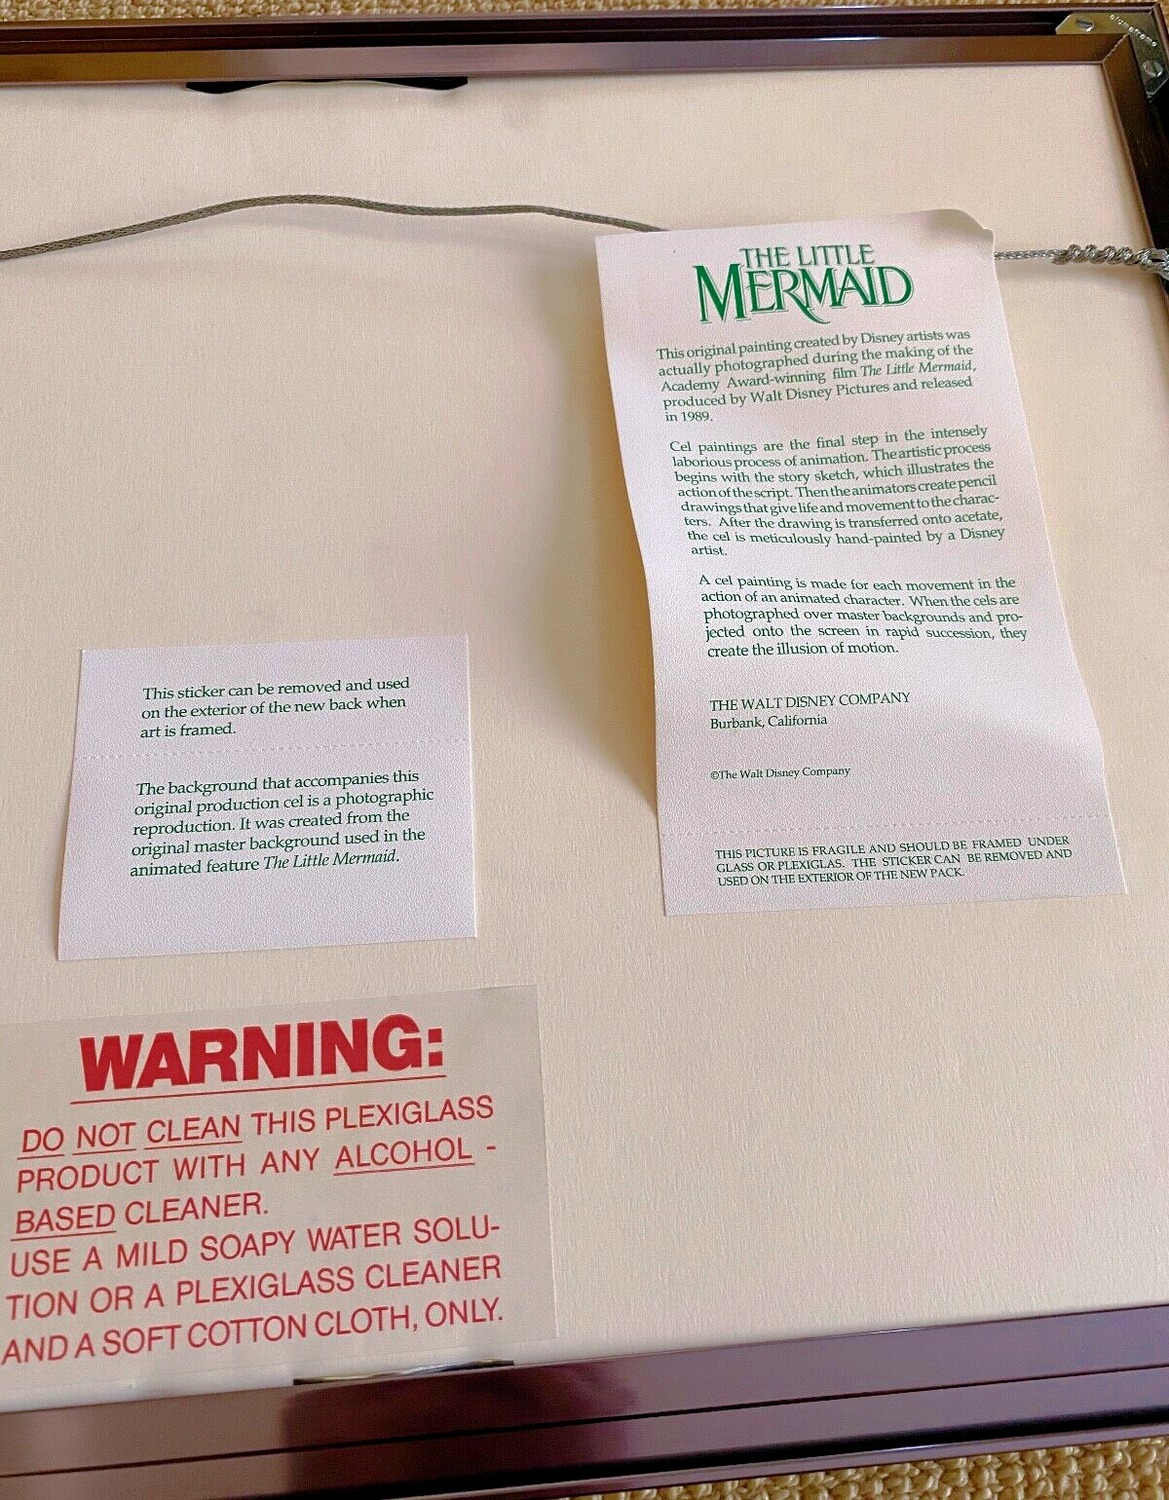 THE LITTLE
MERMAID
This original painting created by Disney artists was
actually photographed during the making of the
Academy Award-winning film The Little Mermaid,
produced by Walt Disney Pictures and released
in 1989.
Cel paintings are the final step in the intensely
laborious process of animation. The artistic process
begins with the story sketch, which illustrates the
action of the script. Then the animators create pencil
drawings that give life and movement to the charac-
ters. After the drawing is transferred onto acetate,
the cel is meticulously hand-painted by a Disney
artist.
A cel painting is made for each movement in the
action of an animated character. When the cels are
photographed over master backgrounds and pro-
jected onto the screen in rapid succession, they
create the illusion of motion.
THE WALT DISNEY COMPANY
Burbank, California
©The Walt Disney Company
THIS PICTURE IS FRAGILE AND SHOULD BE FRAMED UNDER
GLASS OR PLEXIGLAS. THE STICKER CAN BE REMOVED AND
USED ON THE EXTERIOR OF THE NEW PACK.
This sticker can be removed and used
on the exterior of the new back when
art is framed.
The background that accompanies this
original production cel is a photographic
reproduction. It was created from the
original master background used in the
animated feature The Little Mermaid.
WARNING:
DO NOT CLEAN THIS PLEXIGLASS
PRODUCT WITH ANY ALCOHOL -
BASED CLEANER.
USE A MILD SOAPY WATER SOLU-
TION OR A PLEXIGLASS CLEANER
AND A SOFT COTTON CLOTH, ONLY.